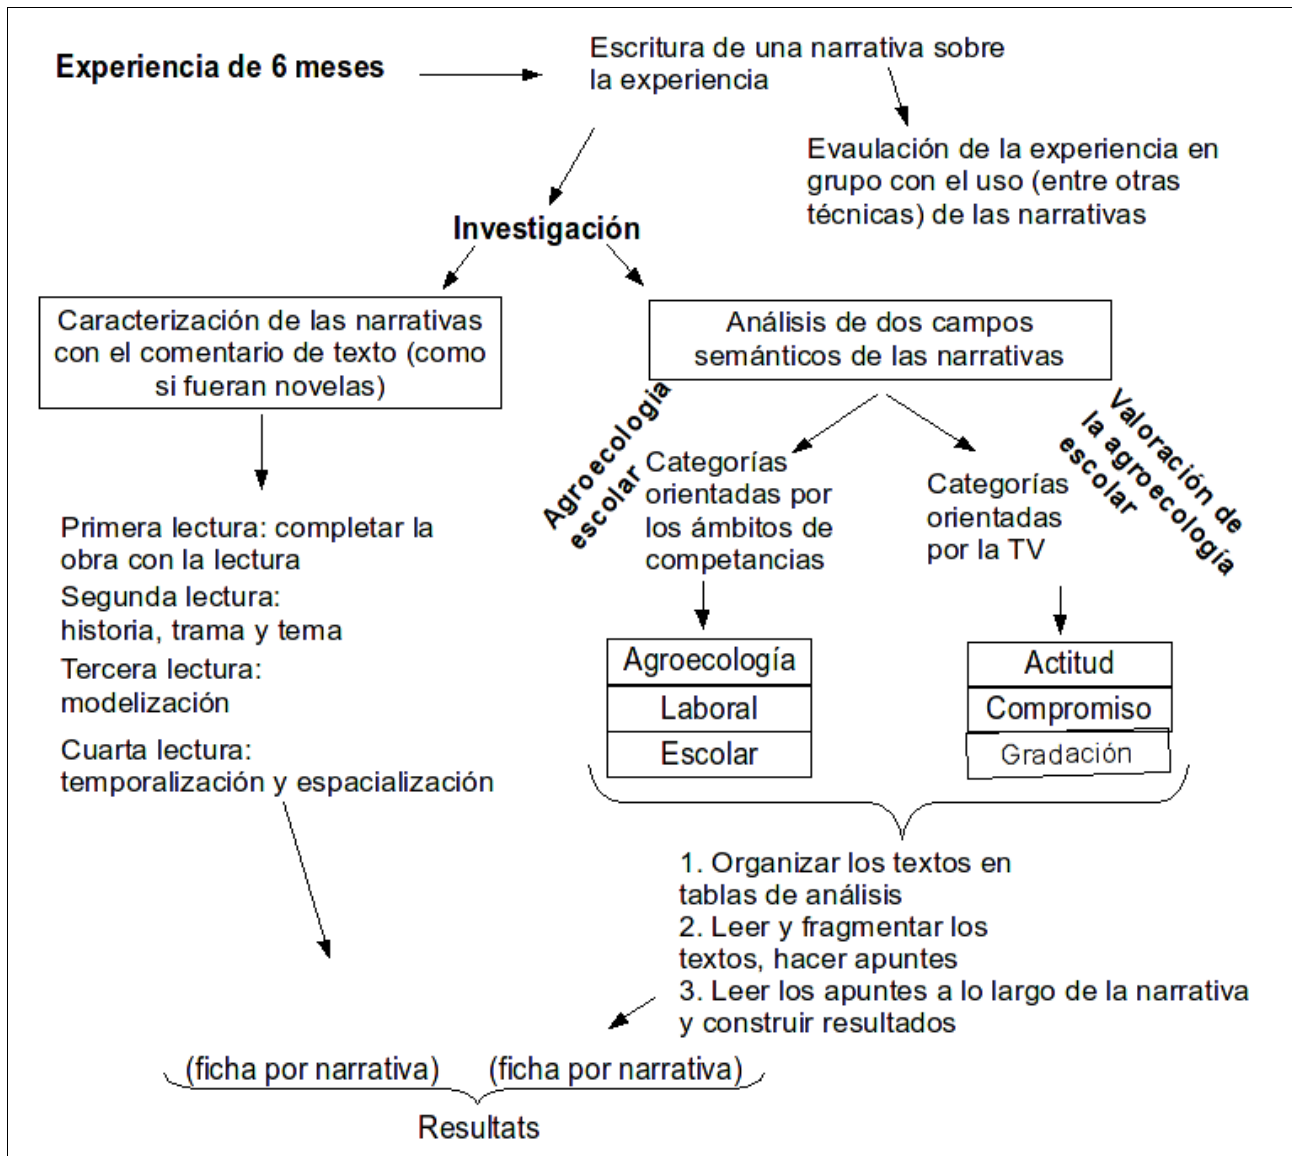 Experiencia de 6 meses
Escritura de una narrativa sobre
la experiencia
Evaulación de la experiencia en
grupo con el uso (entre otras
técnicas) de las narrativas
Investigación
Caracterización de las narrativas
con el comentario de texto (como
si fueran novelas)
Análisis de dos campos
semánticos de las narrativas
Primera lectura: completar la
obra con la lectura
Segunda lectura:
historia, trama y tema
Tercera lectura:
modelización
Cuarta lectura:
temporalización y espacialización
Agroecologia
escolar
Categorías
orientadas por
los ámbitos de
competancias
Categorías
orientadas
por la TV
Valoración de
la agroecología
escolar
Agroecología
Laboral
Escolar
Actitud
Compromiso
Gradación
1. Organizar los textos en
tablas de análisis
2. Leer y fragmentar los
textos, hacer apuntes
3. Leer los apuntes a lo largo de la narrativa
y construir resultados
(ficha por narrativa) (ficha por narrativa)
Resultats